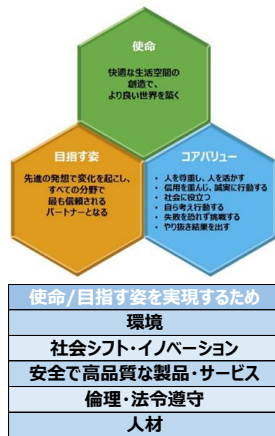 使命
快適な生活空間の
創造で、
より良い世界を築く
目指す姿
先進の発想で変化を起こし、
すべての分野で
最も信頼される
パートナーとなる
コアバリュー
• 人を尊重し、人を活かす
• 信用を重んじ、誠実に行動する
• 社会に役立つ
• 自ら考え行動する
• 失敗を恐れず挑戦する
• やり抜き結果を出す
使命/目指す姿を実現するため
環境
社会シフト・イノベーション
安全で高品質な製品・サービス
倫理・法令遵守
人材